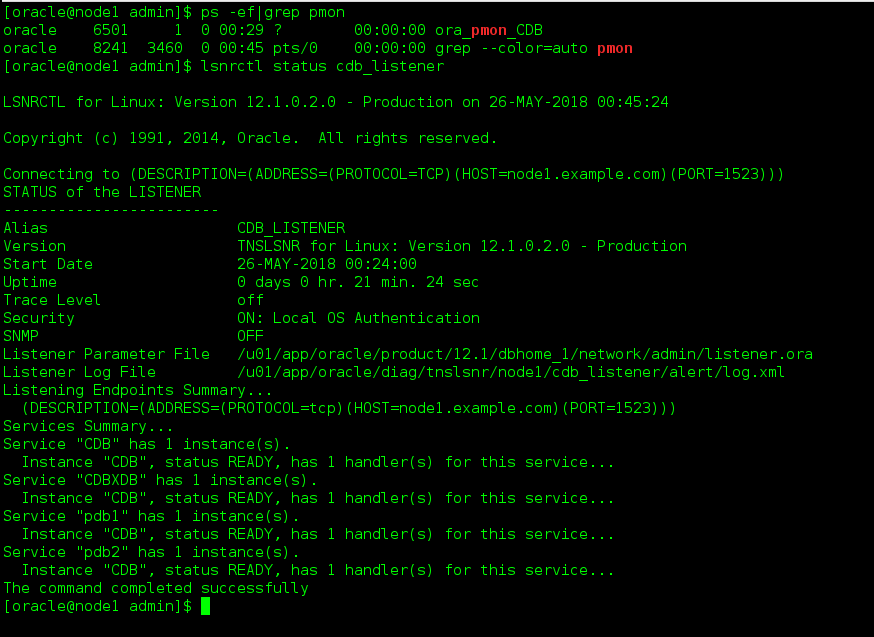 [oracle@node1 admin]$ ps -ef|grep pmon
oracle    6501     1  0 00:29 ?        00:00:00 ora_pmon_CDB
oracle    8241  3460  0 00:45 pts/0    00:00:00 grep --color=auto pmon
[oracle@node1 admin]$ lsnrctl status cdb_listener

LSNRCTL for Linux: Version 12.1.0.2.0 - Production on 26-MAY-2018 00:45:24

Copyright (c) 1991, 2014, Oracle.  All rights reserved.

Connecting to (DESCRIPTION=(ADDRESS=(PROTOCOL=TCP)(HOST=node1.example.com)(PORT=1523)))
STATUS of the LISTENER
------------------------
Alias                     CDB_LISTENER
Version                   TNSLSNR for Linux: Version 12.1.0.2.0 - Production
Start Date                26-MAY-2018 00:24:00
Uptime                    0 days 0 hr. 21 min. 24 sec
Trace Level               off
Security                  ON: Local OS Authentication
SNMP                      OFF
Listener Parameter File   /u01/app/oracle/product/12.1/dbhome_1/network/admin/listener.ora
Listener Log File         /u01/app/oracle/diag/tnslsnr/node1/cdb_listener/alert/log.xml
Listening Endpoints Summary...
  (DESCRIPTION=(ADDRESS=(PROTOCOL=tcp)(HOST=node1.example.com)(PORT=1523)))
Services Summary...
Service "CDB" has 1 instance(s).
  Instance "CDB", status READY, has 1 handler(s) for this service...
Service "CDBXDB" has 1 instance(s).
  Instance "CDB", status READY, has 1 handler(s) for this service...
Service "pdb1" has 1 instance(s).
  Instance "CDB", status READY, has 1 handler(s) for this service...
Service "pdb2" has 1 instance(s).
  Instance "CDB", status READY, has 1 handler(s) for this service...
The command completed successfully
[oracle@node1 admin]$